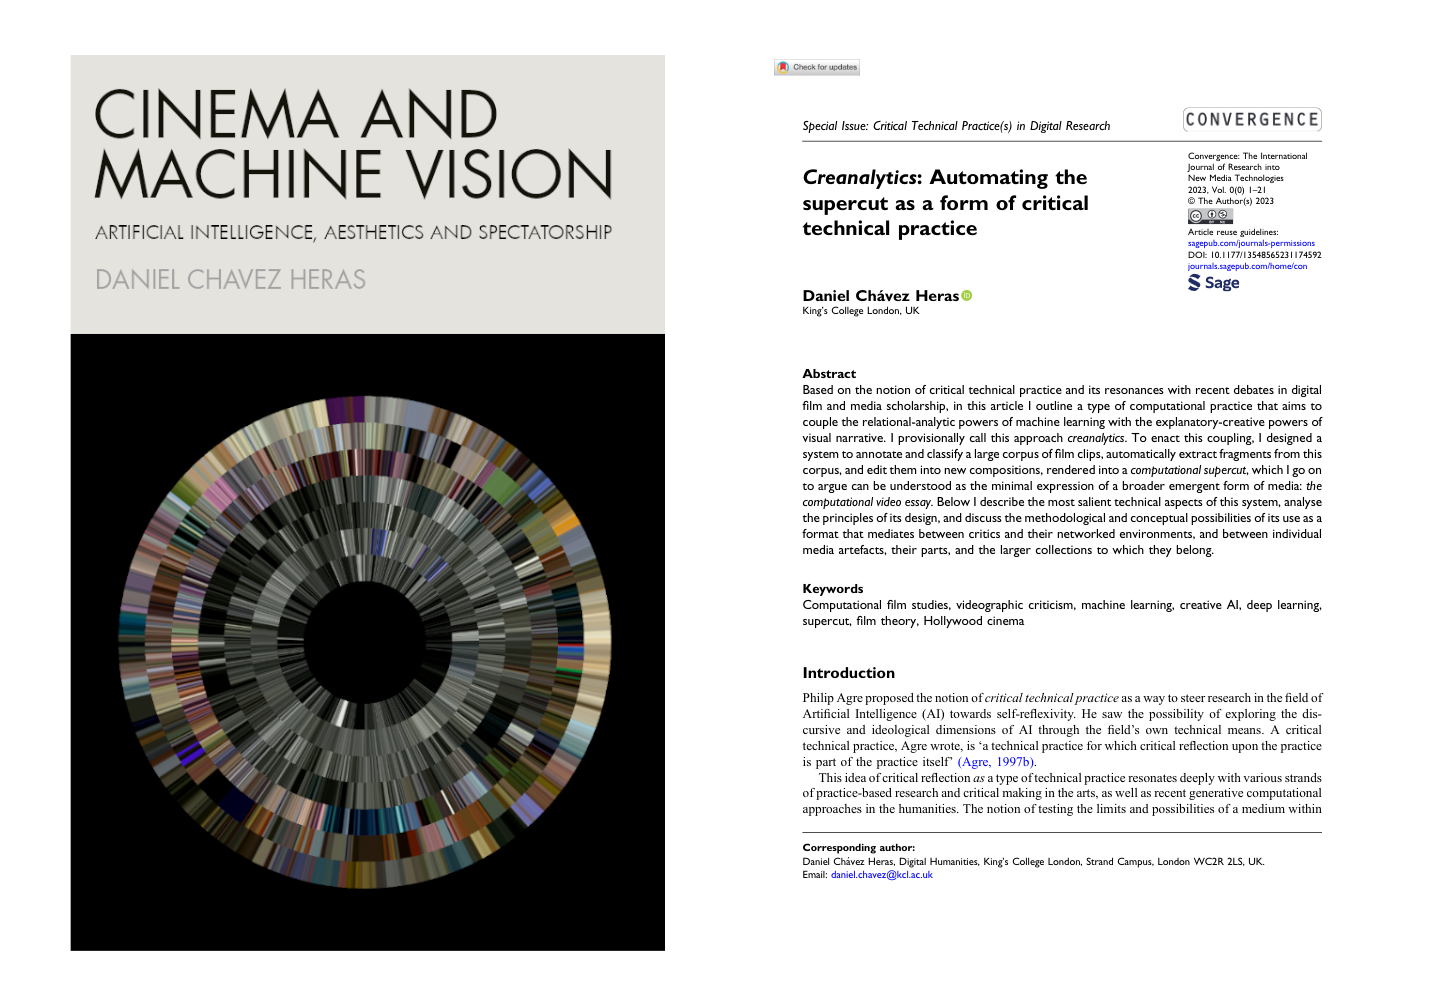 CINEMA AND
MACHINE VISION
ARTIFICIAL INTELLIGENCE, AESTHETICS AND SPECTATORSHIP
DANIEL CHAVEZ HERAS
Check for updates
Special Issue: Critical Technical Practice(s) in Digital Research
CONVERGENCE
Creanalytics: Automating the
supercut as a form of critical
technical practice
Convergence: The International
Journal of Research into
New Media Technologies
2023, Vol. 0(0) 1–21
© The Author(s) 2023
Article reuse guidelines:
sagepub.com/journals-permissions
DOI: 10.1177/13548565231174592
journals.sagepub.com/home/con
Sage
Daniel Chávez Heras
King's College London, UK
Abstract
Based on the notion of critical technical practice and its resonances with recent debates in digital
film and media scholarship, in this article I outline a type of computational practice that aims to
couple the relational-analytic powers of machine learning with the explanatory-creative powers of
visual narrative. I provisionally call this approach creanalytics. To enact this coupling, I designed a
system to annotate and classify a large corpus of film clips, automatically extract fragments from this
corpus, and edit them into new compositions, rendered into a computational supercut, which I go on
to argue can be understood as the minimal expression of a broader emergent form of media: the
computational video essay. Below I describe the most salient technical aspects of this system, analyse
the principles of its design, and discuss the methodological and conceptual possibilities of its use as a
format that mediates between critics and their networked environments, and between individual
media artefacts, their parts, and the larger collections to which they belong.
Keywords
Computational film studies, videographic criticism, machine learning, creative AI, deep learning,
supercut, film theory, Hollywood cinema
Introduction
Philip Agre proposed the notion of critical technical practice as a way to steer research in the field of
Artificial Intelligence (AI) towards self-reflexivity. He saw the possibility of exploring the dis-
cursive and ideological dimensions of AI through the field's own technical means. A critical
technical practice, Agre wrote, is 'a technical practice for which critical reflection upon the practice
is part of the practice itself' (Agre, 1997b).
This idea of critical reflection as a type of technical practice resonates deeply with various strands
of practice-based research and critical making in the arts, as well as recent generative computational
approaches in the humanities. The notion of testing the limits and possibilities of a medium within
Corresponding author:
Daniel Chávez Heras, Digital Humanities, King's College London, Strand Campus, London WC2R 2LS, UK.
Email: daniel.chavez@kcl.ac.uk